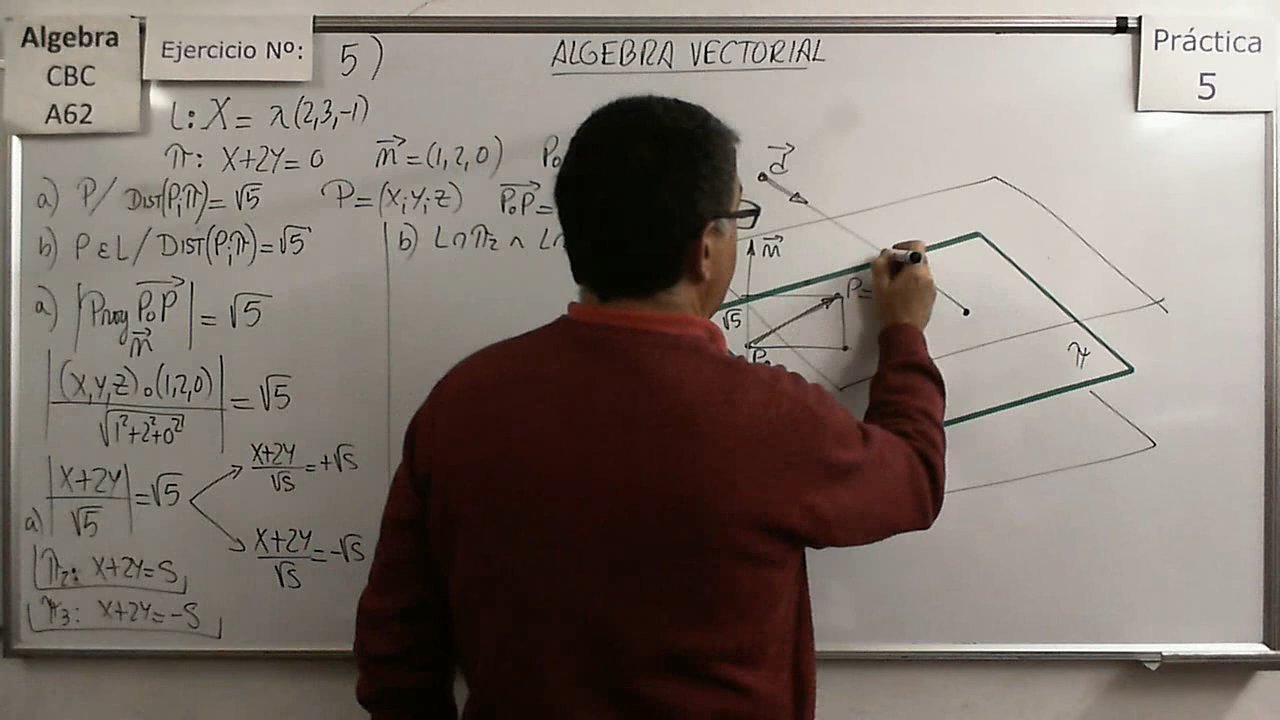 Algebra
CBC
A62
Ejercicio Nº: 5)
ALGEBRA VECTORIAL
Práctica
5
L: X = λ(2,3,-1)
π: X+2Y=0 n⃗=(1,2,0) P₀
a) P/ DIST(P;π)=√5 P=(X;Y;Z) P₀P⃗=
b) P ε L / DIST(P;π)=√5
b) L∩π₂ ∧ L∩
a) |Proy P₀P⃗| = √5
n⃗
|(X,Y,Z)∘(1,2,0)| = √5
√1²+2²+0²
|X+2Y| = √5
√5
X+2Y = +√5
√5
X+2Y = -√5
√5
a)
π₂: X+2Y=5
π₃: X+2Y=-5
d⃗
n⃗
P=
√5
P₀
π